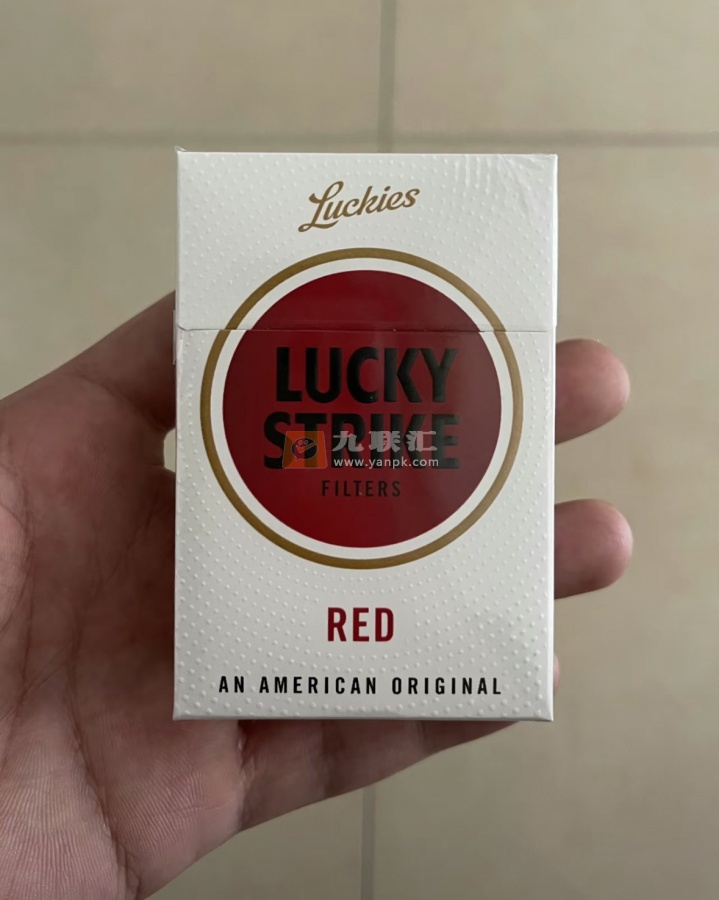 Luckies
LUCKY
STRIKE
九联汇
www.yanpk.com
FILTERS
RED
AN AMERICAN ORIGINAL